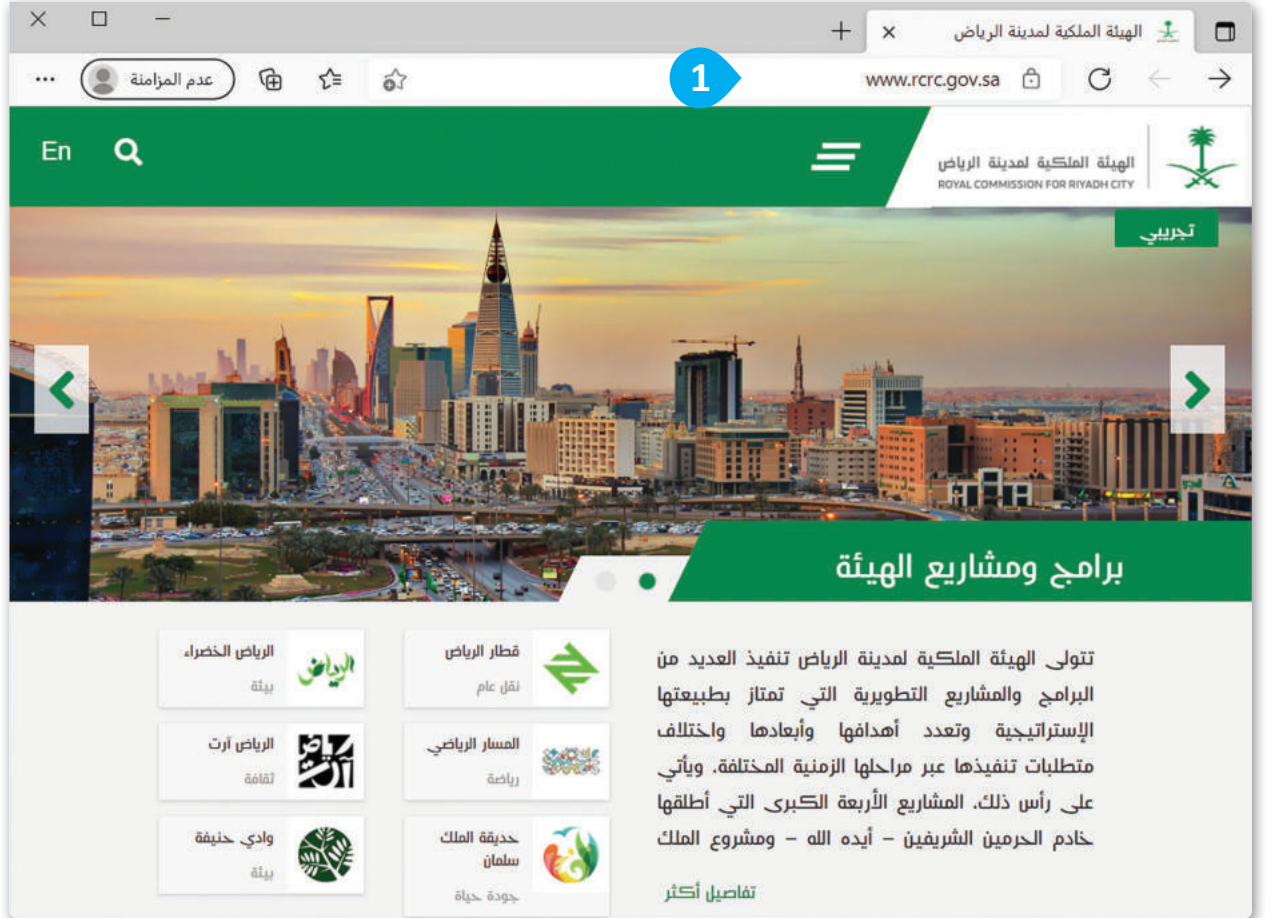 الهيئة الملكية لمدينة الرياض
www.rcrc.gov.sa
1
عدم المزامنة
الهيئة الملكية لمدينة الرياض
ROYAL COMMISSION FOR RIYADH CITY
En
تجريبي
برامج ومشاريع الهيئة
تتولى الهيئة الملكية لمدينة الرياض تنفيذ العديد من
البرامج والمشاريع التطويرية التي تمتاز بطبيعتها
الإستراتيجية وتعدد أهدافها وأبعادها واختلاف
متطلبات تنفيذها عبر مراحلها الزمنية المختلفة، ويأتي
على رأس ذلك، المشاريع الأربعة الكبرى التي أطلقها
خادم الحرمين الشريفين – أيده الله – ومشروع الملك
تفاصيل أكثر
قطار الرياض
نقل عام
الرياض
الرياض الخضراء
بيئة
المسار الرياضي
رياضة
الرياض آرت
الرياض آرت
ثقافة
حديقة الملك
سلمان
جودة حياة
وادي حنيفة
بيئة